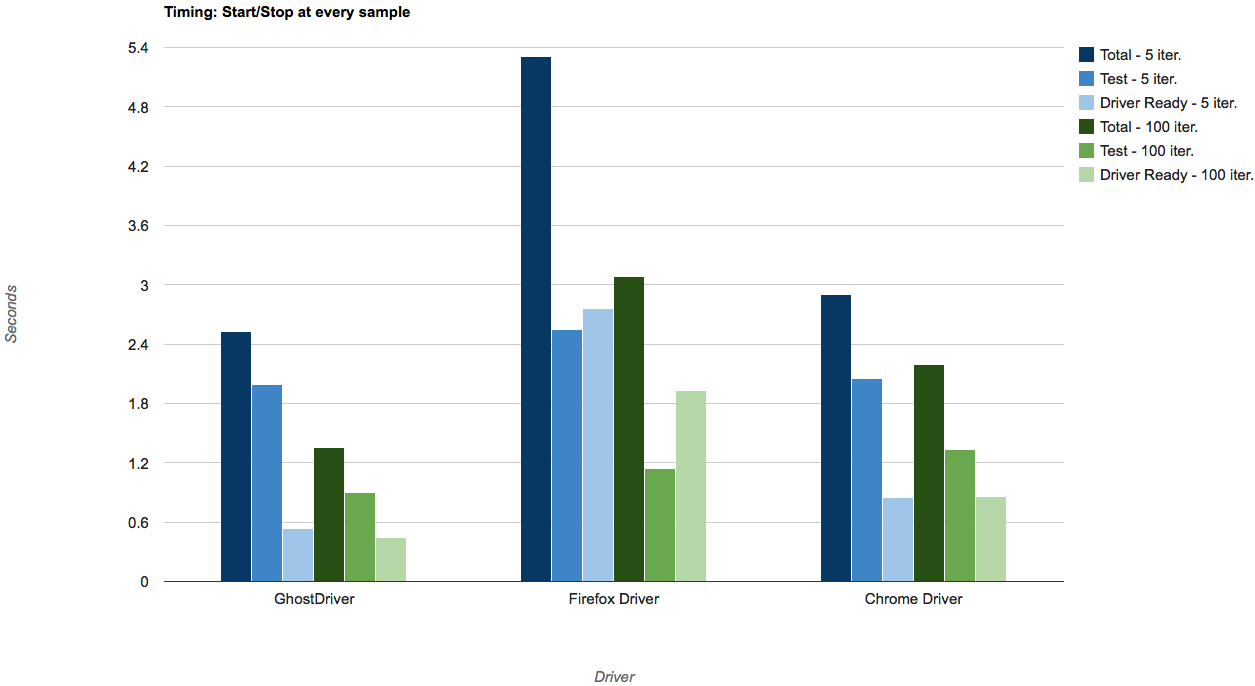 Timing: Start/Stop at every sample
5.4
4.8
4.2
3.6
3
2.4
1.8
1.2
0.6
0
Seconds
GhostDriver
Firefox Driver
Chrome Driver
Driver
Total - 5 iter.
Test - 5 iter.
Driver Ready - 5 iter.
Total - 100 iter.
Test - 100 iter.
Driver Ready - 100 iter.